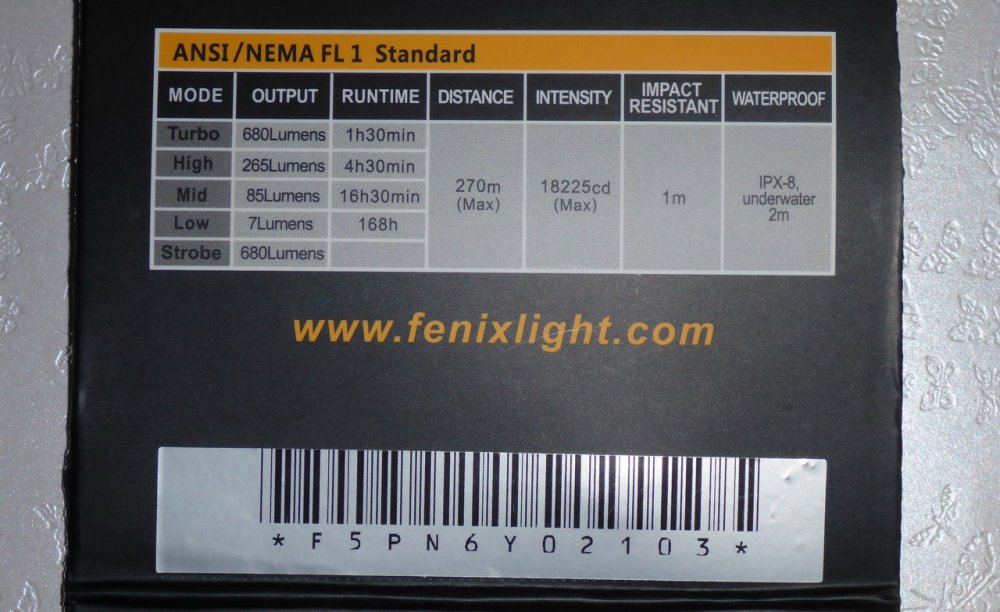 ANSI/NEMA FL 1 Standard
MODE OUTPUT RUNTIME DISTANCE INTENSITY IMPACT RESISTANT WATERPROOF
Turbo 680Lumens 1h30min
High 265Lumens 4h30min
Mid 85Lumens 16h30min
Low 7Lumens 168h
Strobe 680Lumens
270m
(Max)
18225cd
(Max)
1m
IPX-8,
underwater
2m
www.fenixlight.com
*F5PN6Y02103*